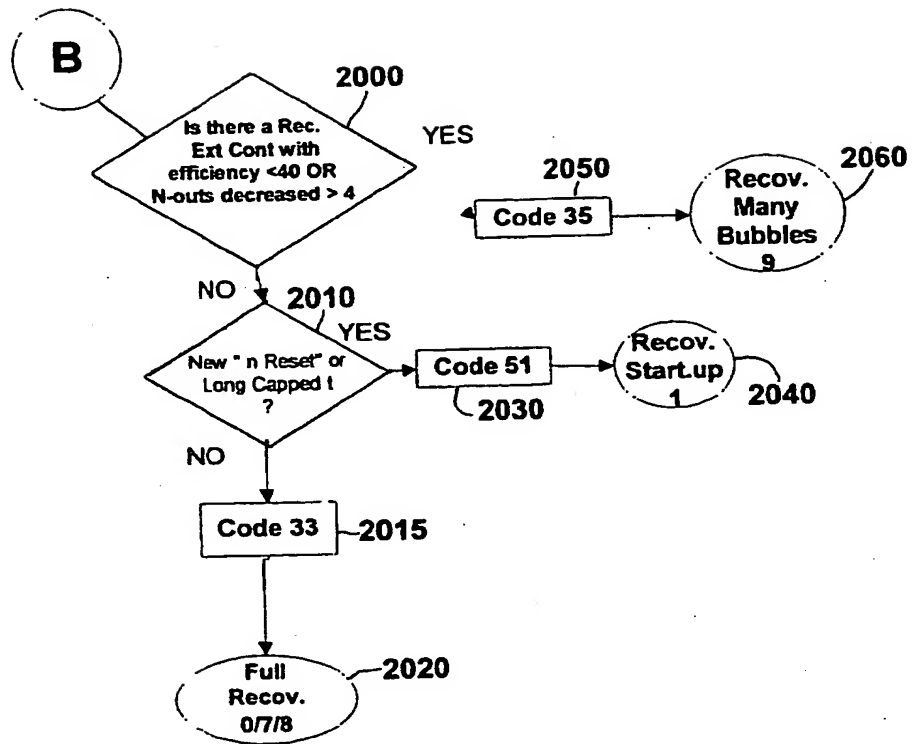 B
2000
Is there a Rec.
Ext Cont with
efficiency <40 OR
N-outs decreased > 4
YES
2050
Code 35
2060
Recov.
Many
Bubbles
9
NO
2010
YES
New " n Reset" or
Long Capped t
?
Code 51
2030
Recov.
Start.up
1
2040
NO
Code 33
2015
Full
Recov.
0/7/8
2020